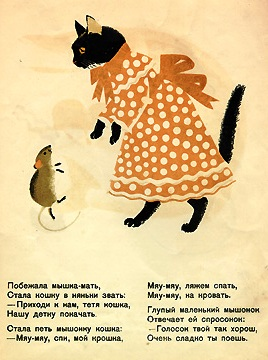 Побежала мышка-мать,
Стала кошку в няньки звать:
— Приходи к нам, тетя кошка,
Нашу детку покачать.
Стала петь мышонку кошка:
— Мяу-мяу, спи, мой крошка,
Мяу-мяу, ляжем спать,
Мяу-мяу, на кровать.
Глупый маленький мышонок
Отвечает ей спросонок:
— Голосок твой так хорош,
Очень сладко ты поешь.